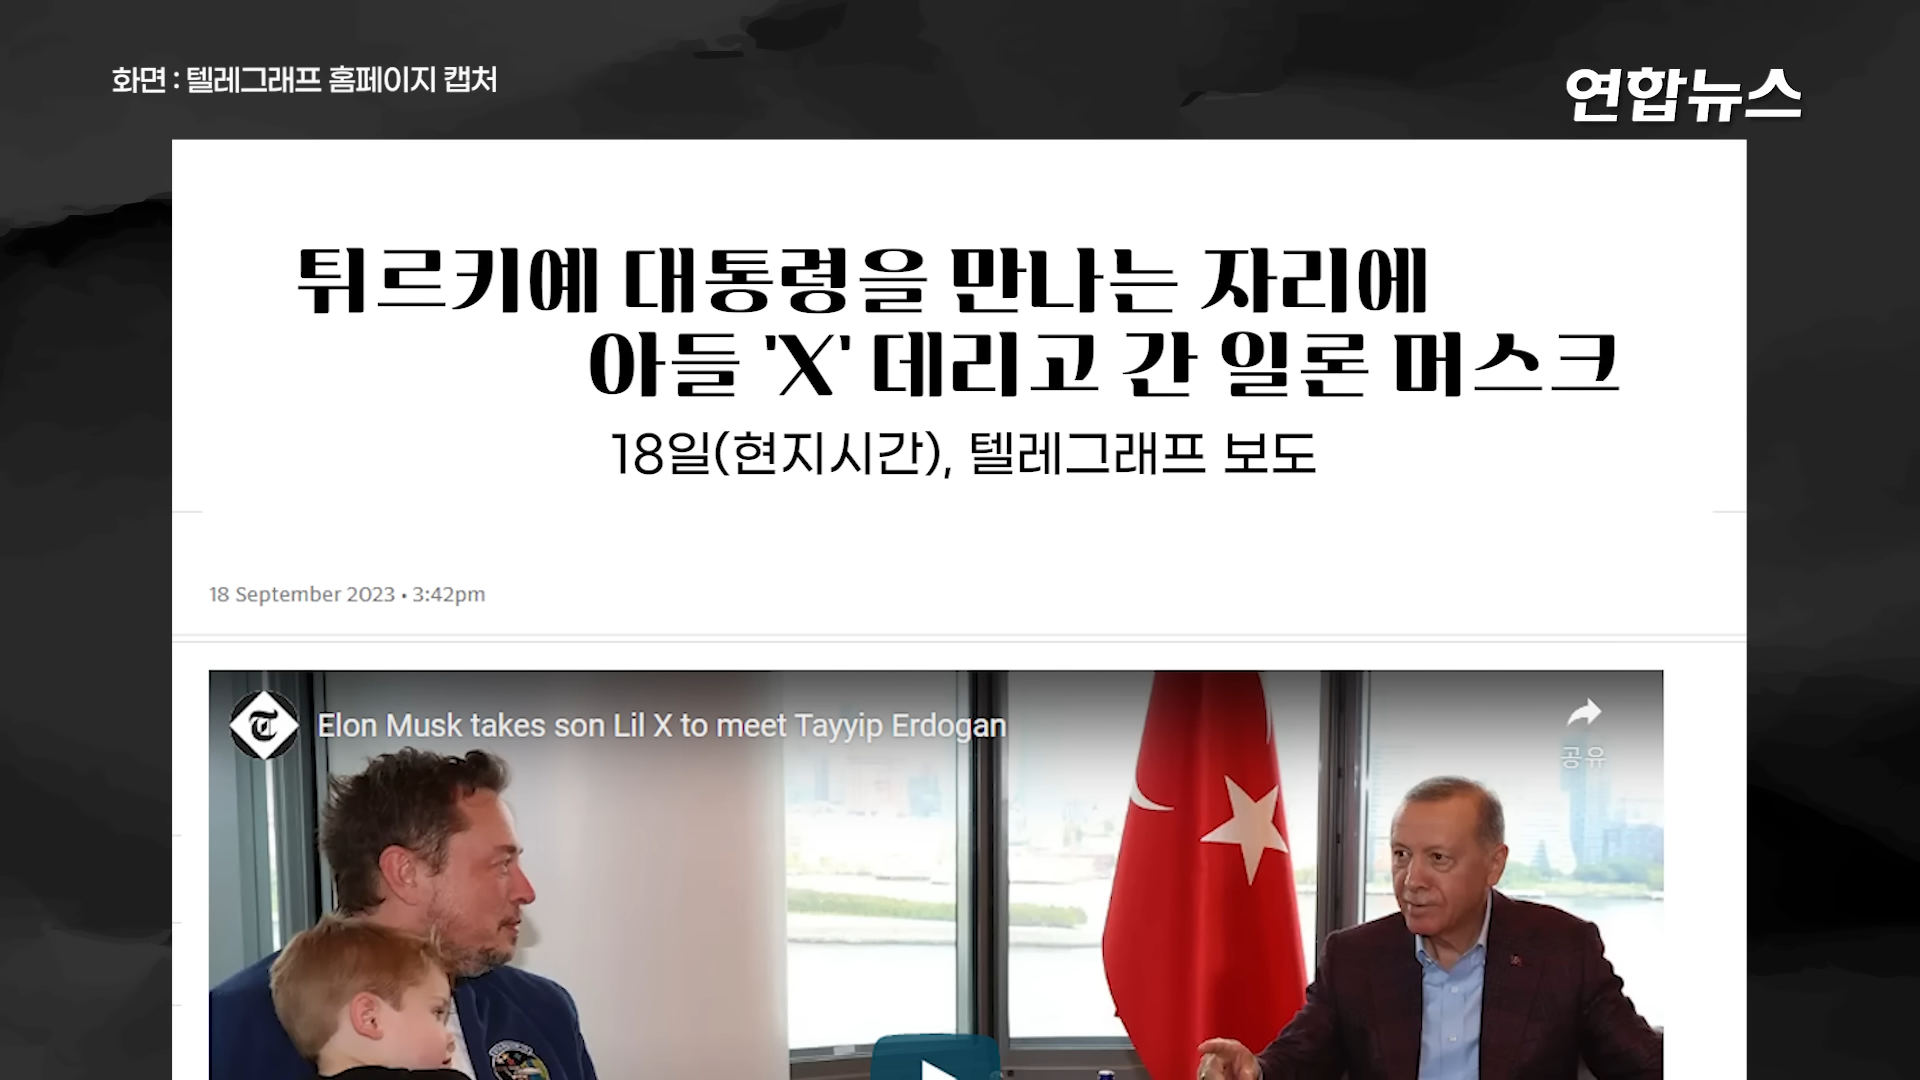 화면 : 텔레그래프 홈페이지 캡처
연합뉴스
튀르키예 대통령을 만나는 자리에
아들 'X' 데리고 간 일론 머스크
18일(현지시간), 텔레그래프 보도
18 September 2023 • 3:42pm
T
Elon Musk takes son Lil X to meet Tayyip Erdogan
공유